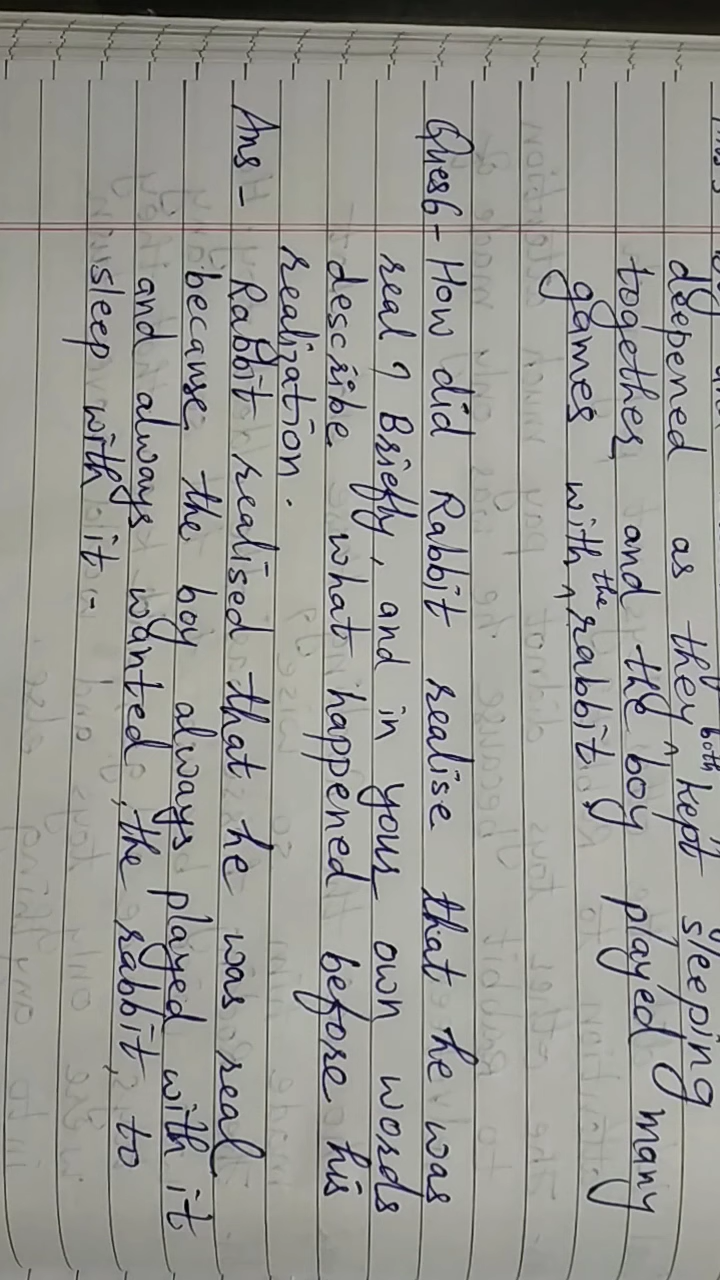 deepened as they both kept sleeping
together, and the boy played many
games with the rabbit.
Ques6- How did Rabbit realise that he was
real? Briefly, and in your own words
describe what happened before his
realization.
Ans- Rabbit realised that he was real
because the boy always played with it
and always wanted, the rabbit, to
sleep with it.